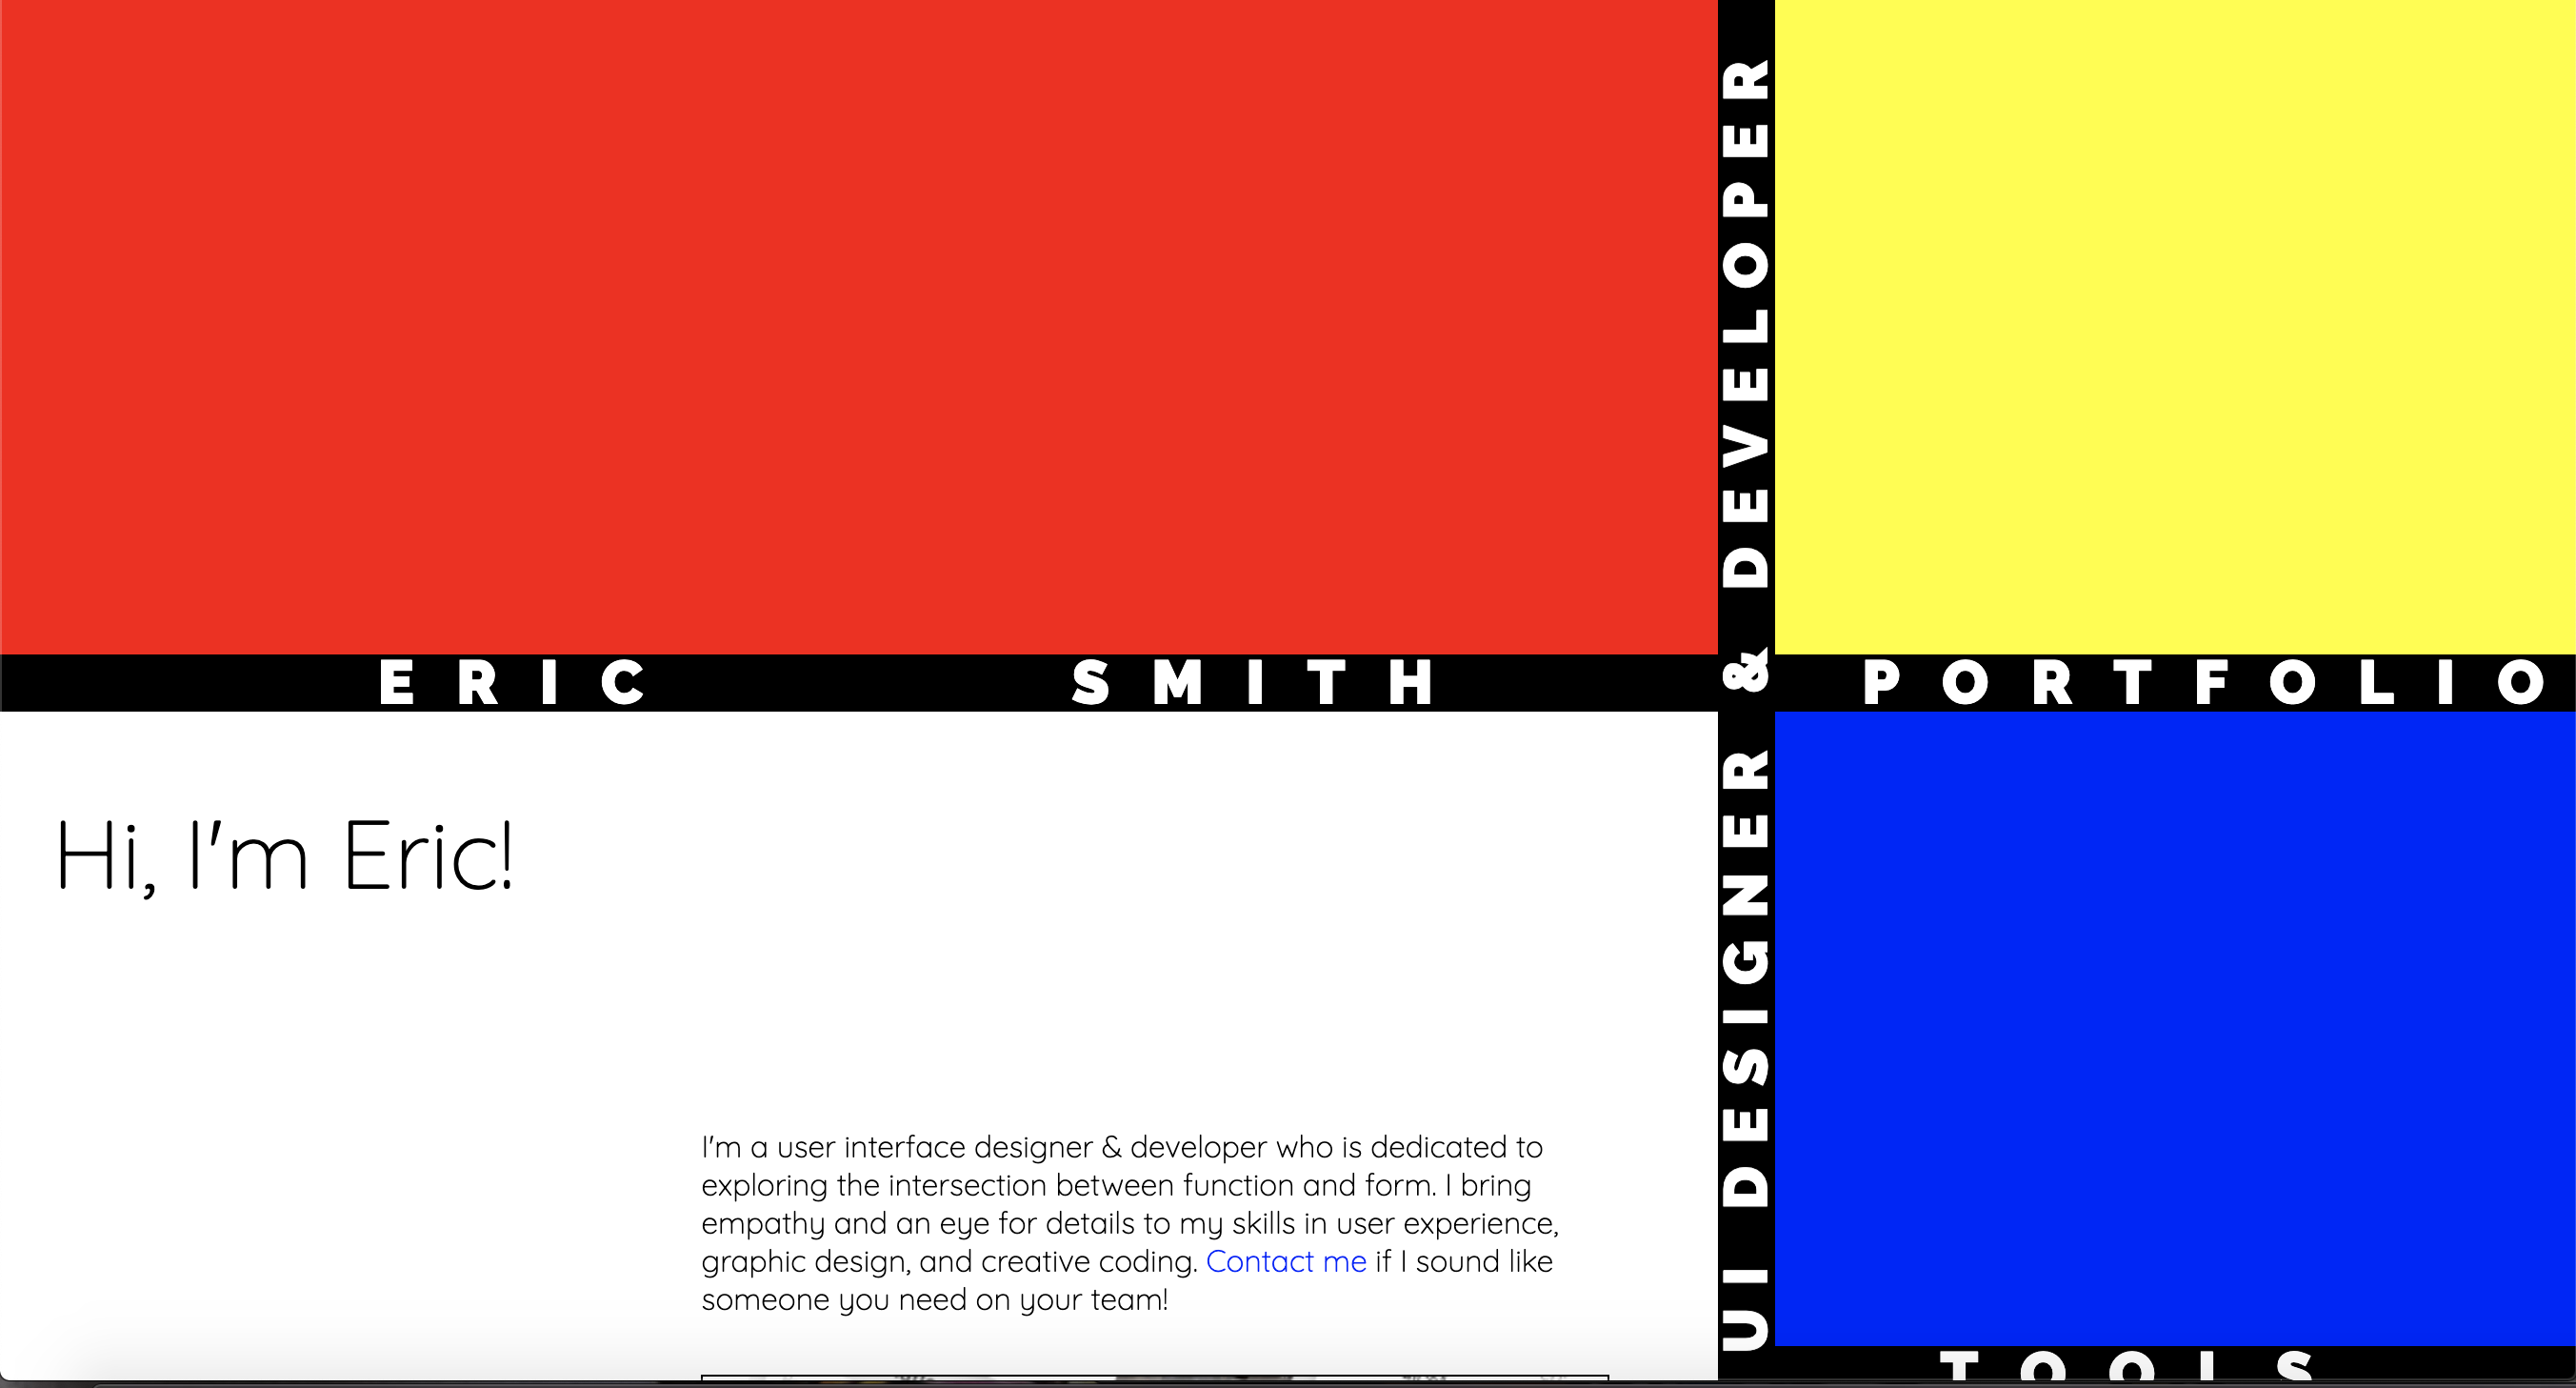 ERIC SMITH
UI DESIGNER & DEVELOPER
PORTFOLIO
Hi, I'm Eric!
I'm a user interface designer & developer who is dedicated to
exploring the intersection between function and form. I bring
empathy and an eye for details to my skills in user experience,
graphic design, and creative coding. Contact me if I sound like
someone you need on your team!
TOOLS